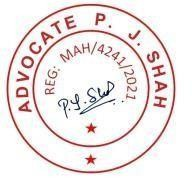 ADVOCATE P. J. SHAH
REG: MAH/4241/2021
P.J. Shah